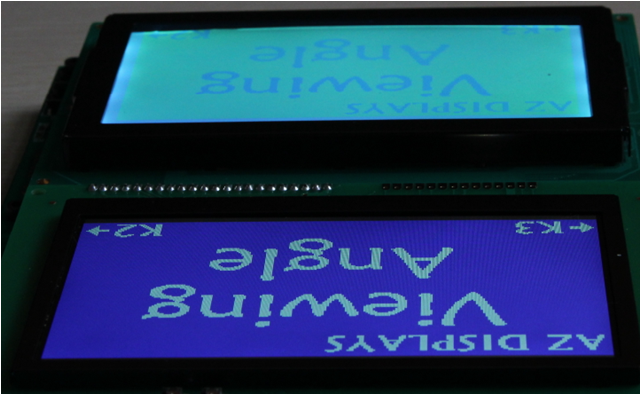 AZ DISPLAYS
Viewing
Angle
←K3 K2→
AZ DISPLAYS
Viewing
Angle
←K3 K2→